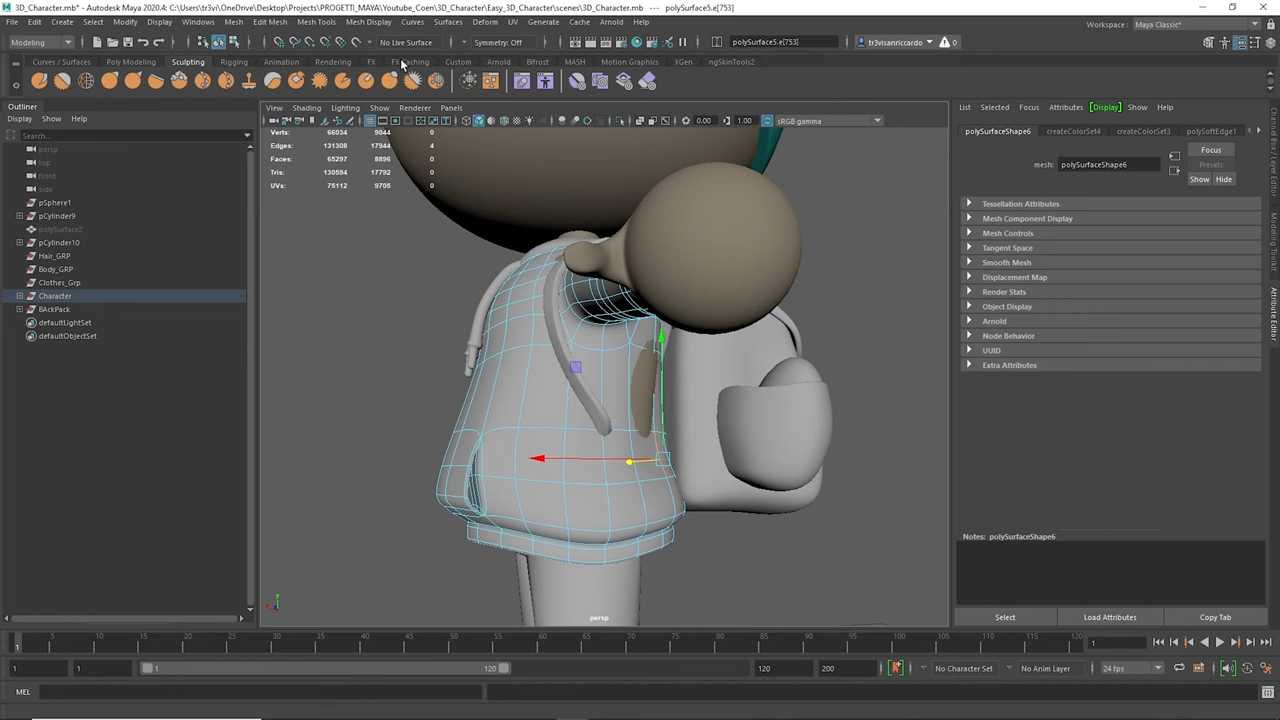 3D_Character.mb* - Autodesk Maya 2020.4: C:\Users\tr3vi\OneDrive\Desktop\Projects\PROGETTI_MAYA\Youtube_Coen\3D_Character\Easy_3D_Character\scenes\3D_Character.mb --- polySurface5.e[753]
File Edit Create Select Modify Display Windows Mesh Edit Mesh Mesh Tools Mesh Display Curves Surfaces Deform UV Generate Cache Arnold Help
Workspace: Maya Classic*
Modeling No Live Surface Symmetry: Off polySurface5.e[753] tr3visanriccardo 0
Curves / Surfaces Poly Modeling Sculpting Rigging Animation Rendering FX FX Caching Custom Arnold Bifrost MASH Motion Graphics XGen ngSkinTools2
Outliner
Display Show Help
Search...
persp
top
front
side
pSphere1
pCylinder9
polySurface2
pCylinder10
Hair_GRP
Body_GRP
Clothes_Grp
Character
BAckPack
defaultLightSet
defaultObjectSet
View Shading Lighting Show Renderer Panels
0.00 1.00 sRGB gamma
Verts: 66034 9044 0
Edges: 131308 17944 4
Faces: 65297 8896 0
Tris: 130594 17792 0
UVs: 75112 9705 0
persp
List Selected Focus Attributes Display Show Help
polySurfaceShape6 createColorSet4 createColorSet3 polySoftEdge1
Focus
mesh: polySurfaceShape6 Presets
Show Hide
Tessellation Attributes
Mesh Component Display
Mesh Controls
Tangent Space
Smooth Mesh
Displacement Map
Render Stats
Object Display
Arnold
Node Behavior
UUID
Extra Attributes
Notes: polySurfaceShape6
Select Load Attributes Copy Tab
Channel Box / Layer Editor
Modeling Toolkit
Attribute Editor
5 10 15 20 25 30 35 40 45 50 55 60 65 70 75 80 85 90 95 100 105 110 115 120 1
1 1 1 120 120 200 No Character Set No Anim Layer 24 fps
MEL